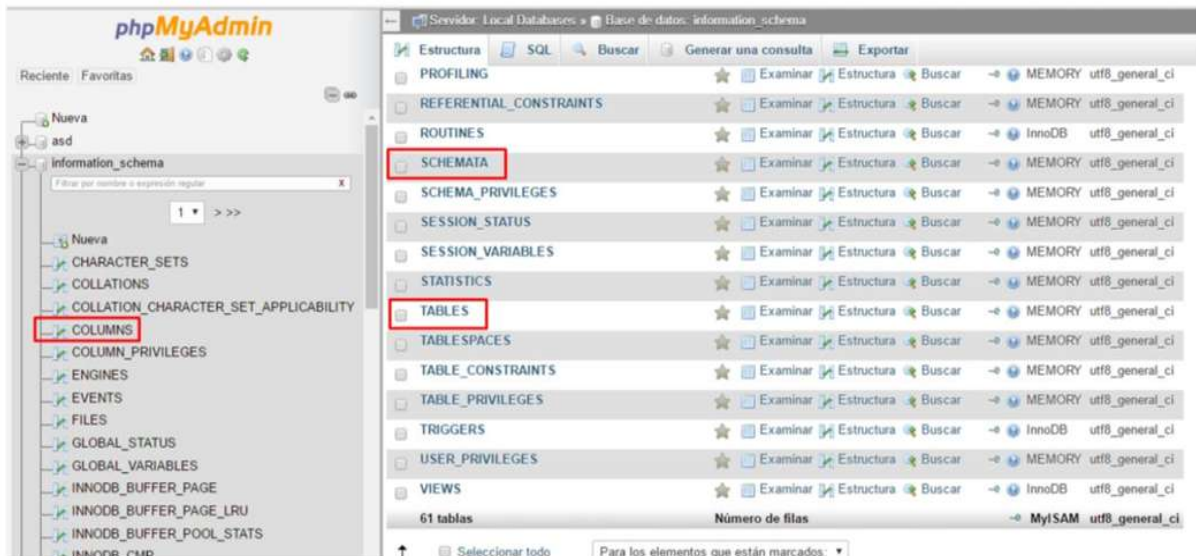 phpMyAdmin
Reciente Favoritas
Nueva
asd
information_schema
Filtrar por nombre o expresión regular X
1 > >>
Nueva
CHARACTER_SETS
COLLATIONS
COLLATION_CHARACTER_SET_APPLICABILITY
COLUMNS
COLUMN_PRIVILEGES
ENGINES
EVENTS
FILES
GLOBAL_STATUS
GLOBAL_VARIABLES
INNODB_BUFFER_PAGE
INNODB_BUFFER_PAGE_LRU
INNODB_BUFFER_POOL_STATS
INNODB_CMP
Servidor: Local Databases » Base de datos: information_schema
Estructura SQL Buscar Generar una consulta Exportar
PROFILING Examinar Estructura Buscar MEMORY utf8_general_ci
REFERENTIAL_CONSTRAINTS Examinar Estructura Buscar MEMORY utf8_general_ci
ROUTINES Examinar Estructura Buscar InnoDB utf8_general_ci
SCHEMATA Examinar Estructura Buscar MEMORY utf8_general_ci
SCHEMA_PRIVILEGES Examinar Estructura Buscar MEMORY utf8_general_ci
SESSION_STATUS Examinar Estructura Buscar MEMORY utf8_general_ci
SESSION_VARIABLES Examinar Estructura Buscar MEMORY utf8_general_ci
STATISTICS Examinar Estructura Buscar MEMORY utf8_general_ci
TABLES Examinar Estructura Buscar MEMORY utf8_general_ci
TABLESPACES Examinar Estructura Buscar MEMORY utf8_general_ci
TABLE_CONSTRAINTS Examinar Estructura Buscar MEMORY utf8_general_ci
TABLE_PRIVILEGES Examinar Estructura Buscar MEMORY utf8_general_ci
TRIGGERS Examinar Estructura Buscar InnoDB utf8_general_ci
USER_PRIVILEGES Examinar Estructura Buscar MEMORY utf8_general_ci
VIEWS Examinar Estructura Buscar InnoDB utf8_general_ci
61 tablas Número de filas MyISAM utf8_general_ci
Seleccionar todo Para los elementos que están marcados: